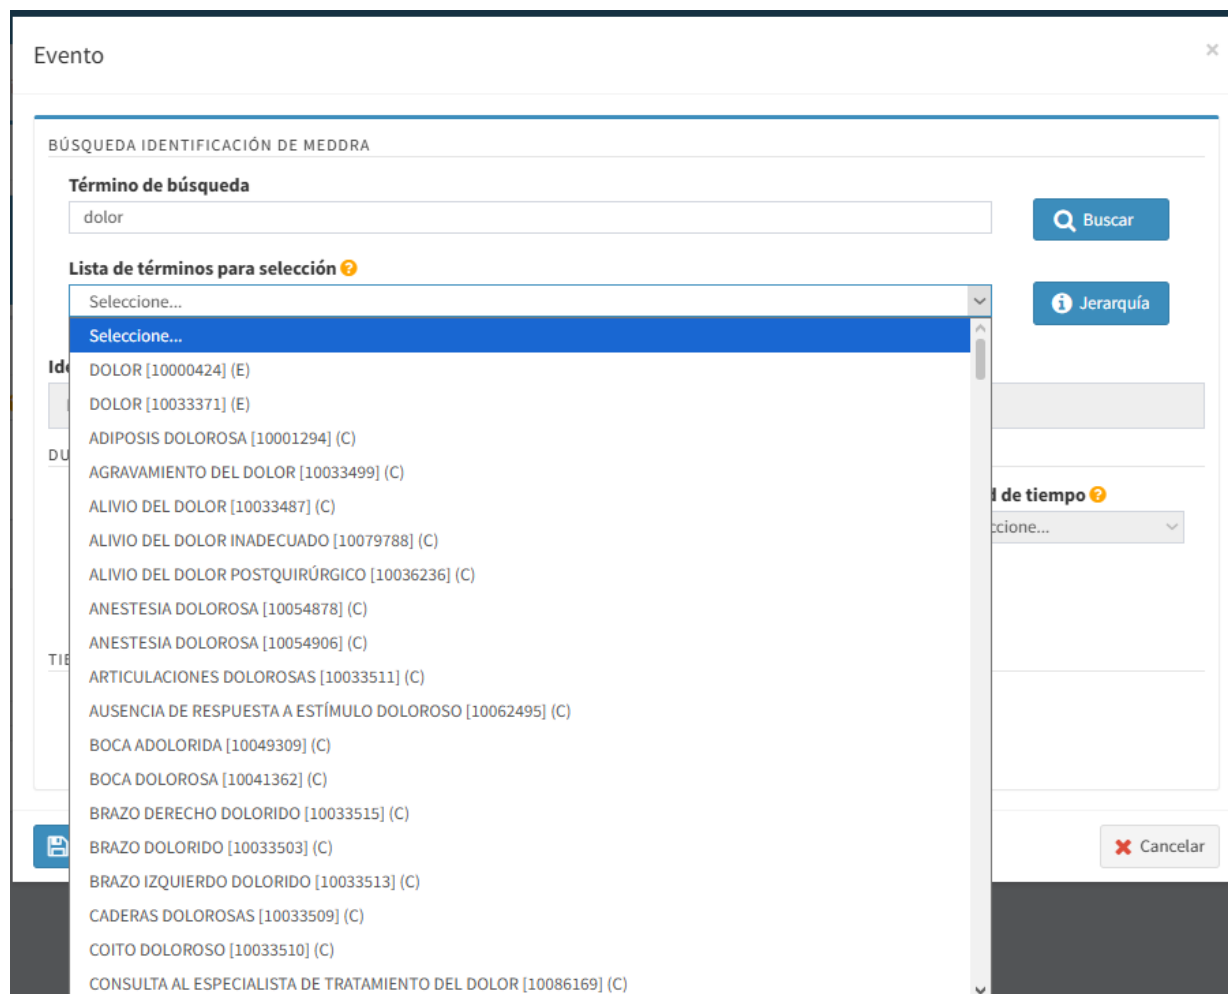 Evento
×
BÚSQUEDA IDENTIFICACIÓN DE MEDDRA
Término de búsqueda
dolor
Buscar
Lista de términos para selección
Seleccione...
Jerarquía
Seleccione...
DOLOR [10000424] (E)
DOLOR [10033371] (E)
ADIPOSIS DOLOROSA [10001294] (C)
AGRAVAMIENTO DEL DOLOR [10033499] (C)
ALIVIO DEL DOLOR [10033487] (C)
d de tiempo
ccione...
ALIVIO DEL DOLOR INADECUADO [10079788] (C)
ALIVIO DEL DOLOR POSTQUIRÚRGICO [10036236] (C)
ANESTESIA DOLOROSA [10054878] (C)
ANESTESIA DOLOROSA [10054906] (C)
ARTICULACIONES DOLOROSAS [10033511] (C)
AUSENCIA DE RESPUESTA A ESTÍMULO DOLOROSO [10062495] (C)
BOCA ADOLORIDA [10049309] (C)
BOCA DOLOROSA [10041362] (C)
BRAZO DERECHO DOLORIDO [10033515] (C)
BRAZO DOLORIDO [10033503] (C)
Cancelar
BRAZO IZQUIERDO DOLORIDO [10033513] (C)
CADERAS DOLOROSAS [10033509] (C)
COITO DOLOROSO [10033510] (C)
CONSULTA AL ESPECIALISTA DE TRATAMIENTO DEL DOLOR [10086169] (C)